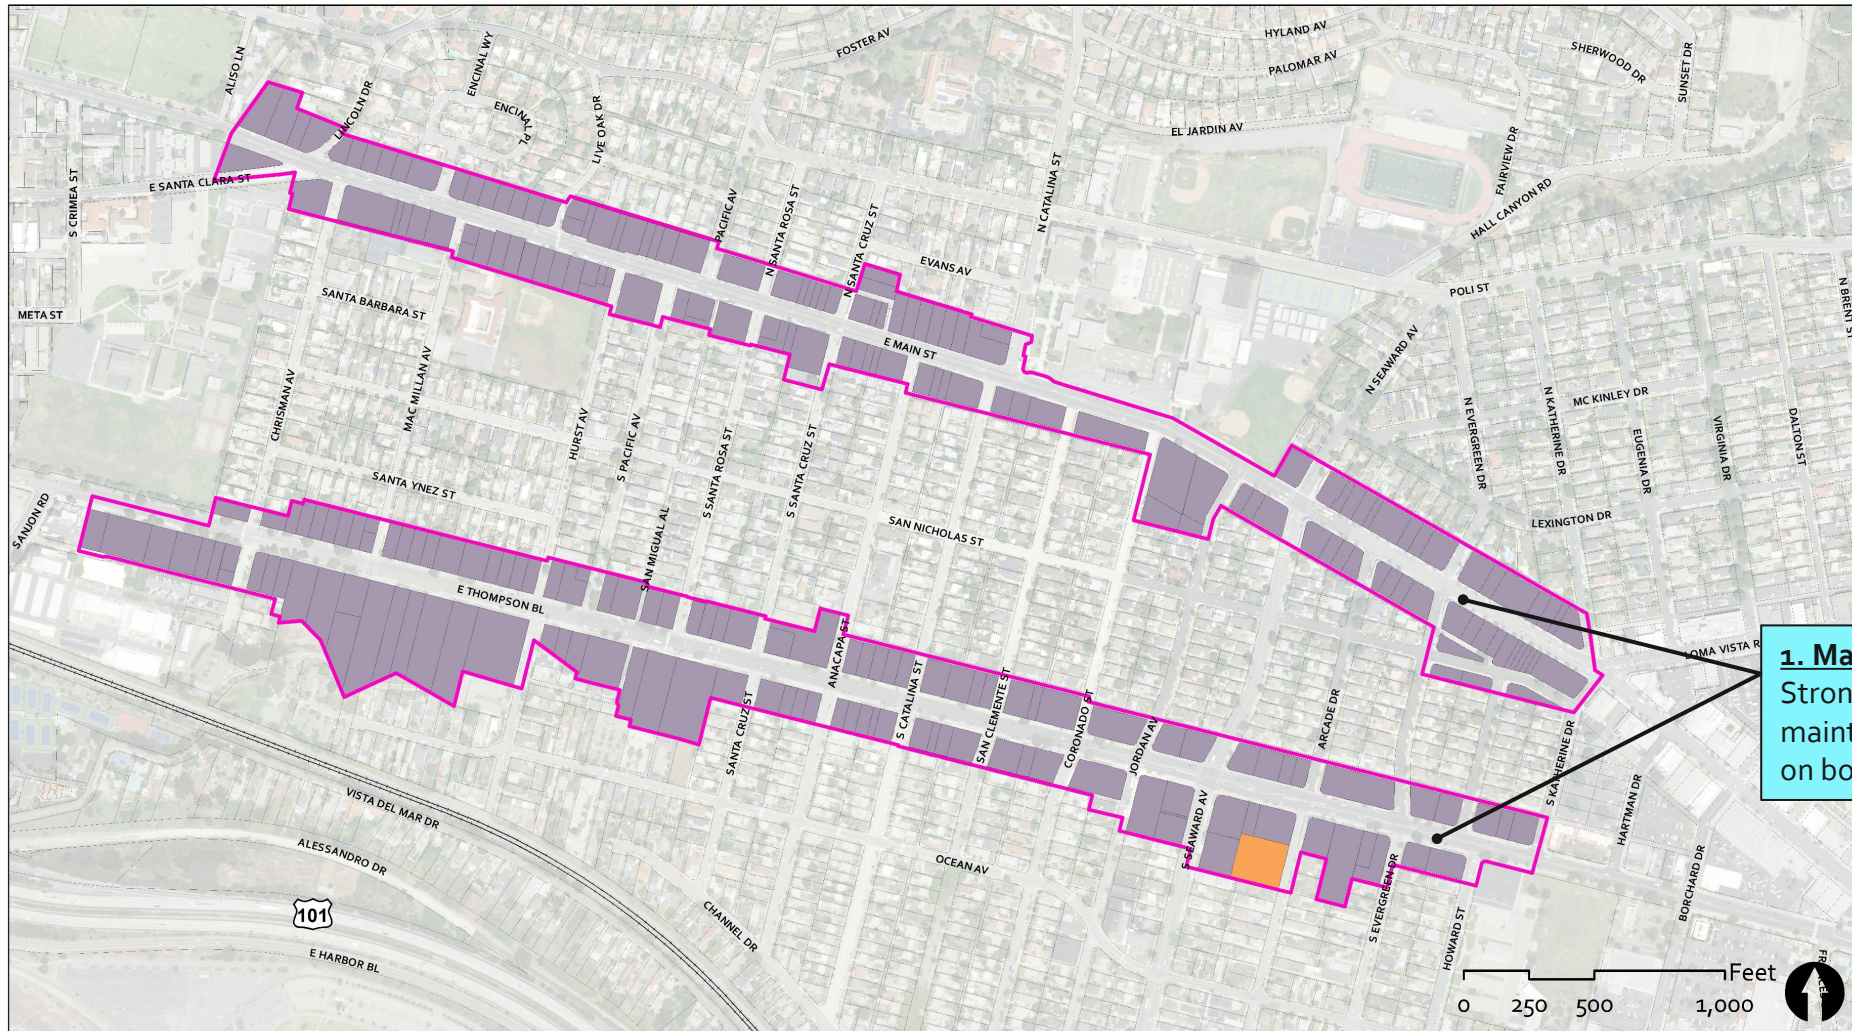 HYLAND AV
SHERWOOD DR
SUNSET DR
FOSTER AV
PALOMAR AV
ENCINAL WY
ALISO LN
LINCOLN DR
ENCINAL PL
LIVE OAK DR
EL JARDIN AV
FAIRVIEW DR
HALL CANYON RD
S CRIMEA ST
E SANTA CLARA ST
PACIFIC AV
N SANTA ROSA ST
N SANTA CRUZ ST
N CATALINA ST
EVANS AV
POLI ST
N BRENT ST
META ST
SANTA BARBARA ST
E MAIN ST
N SEAWARD AV
CHRISMAN AV
MAC MILLAN AV
HURST AV
S PACIFIC AV
S SANTA ROSA ST
S SANTA CRUZ ST
N EVERGREEN DR
N KATHERINE DR
MC KINLEY DR
EUGENIA DR
VIRGINIA DR
DALTON ST
SANTA YNEZ ST
SANJON RD
SAN MIGUAL AL
SAN NICHOLAS ST
LEXINGTON DR
E THOMPSON BL
ANACAPA ST
LOMA VISTA R
1. Ma
Stron
maint
on bo
SANTA CRUZ ST
S CATALINA ST
SAN CLEMENTE ST
CORONADO ST
JORDAN AV
ARCADE DR
S KATHERINE DR
HARTMAN DR
VISTA DEL MAR DR
ALESSANDRO DR
OCEAN AV
S SEAWARD AV
S EVERGREEN DR
HOWARD ST
BORCHARD DR
CHANNEL DR
101
E HARBOR BL
Feet
0 250 500 1,000